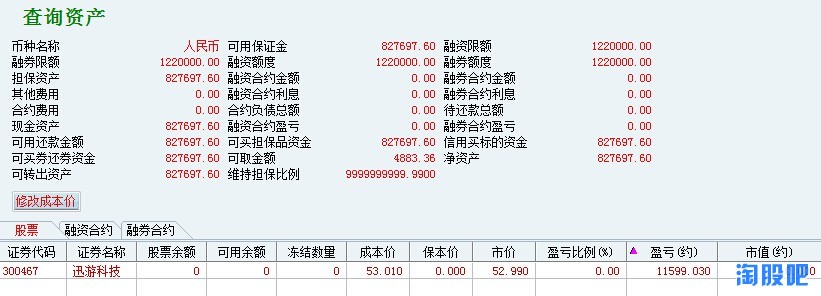 查询资产
币种名称 人民币 可用保证金 827697.60 融资限额 1220000.00
融券限额 1220000.00 融资额度 1220000.00 融券额度 1220000.00
担保资产 827697.60 融资合约金额 0.00 融券合约金额 0.00
其他费用 0.00 融资合约利息 0.00 融券合约利息 0.00
合约费用 0.00 合约负债总额 0.00 待还款总额 0.00
现金资产 827697.60 融资合约盈亏 0.00 融券合约盈亏 0.00
可用还款金额 827697.60 可买担保品资金 827697.60 信用买标的资金 827697.60
可买券还券资金 827697.60 可取金额 4883.36 净资产 827697.60
可转出资产 827697.60 维持担保比例 9999999999.9900
修改成本价
股票 融资合约 融券合约
证券代码 证券名称 股票余额 可用余额 冻结数量 成本价 保本价 市价 盈亏比例(%) 盈亏(约) 市值(约)
300467 迅游科技 0 0 0 53.010 0.000 52.990 0.00 11599.030 0
淘股吧